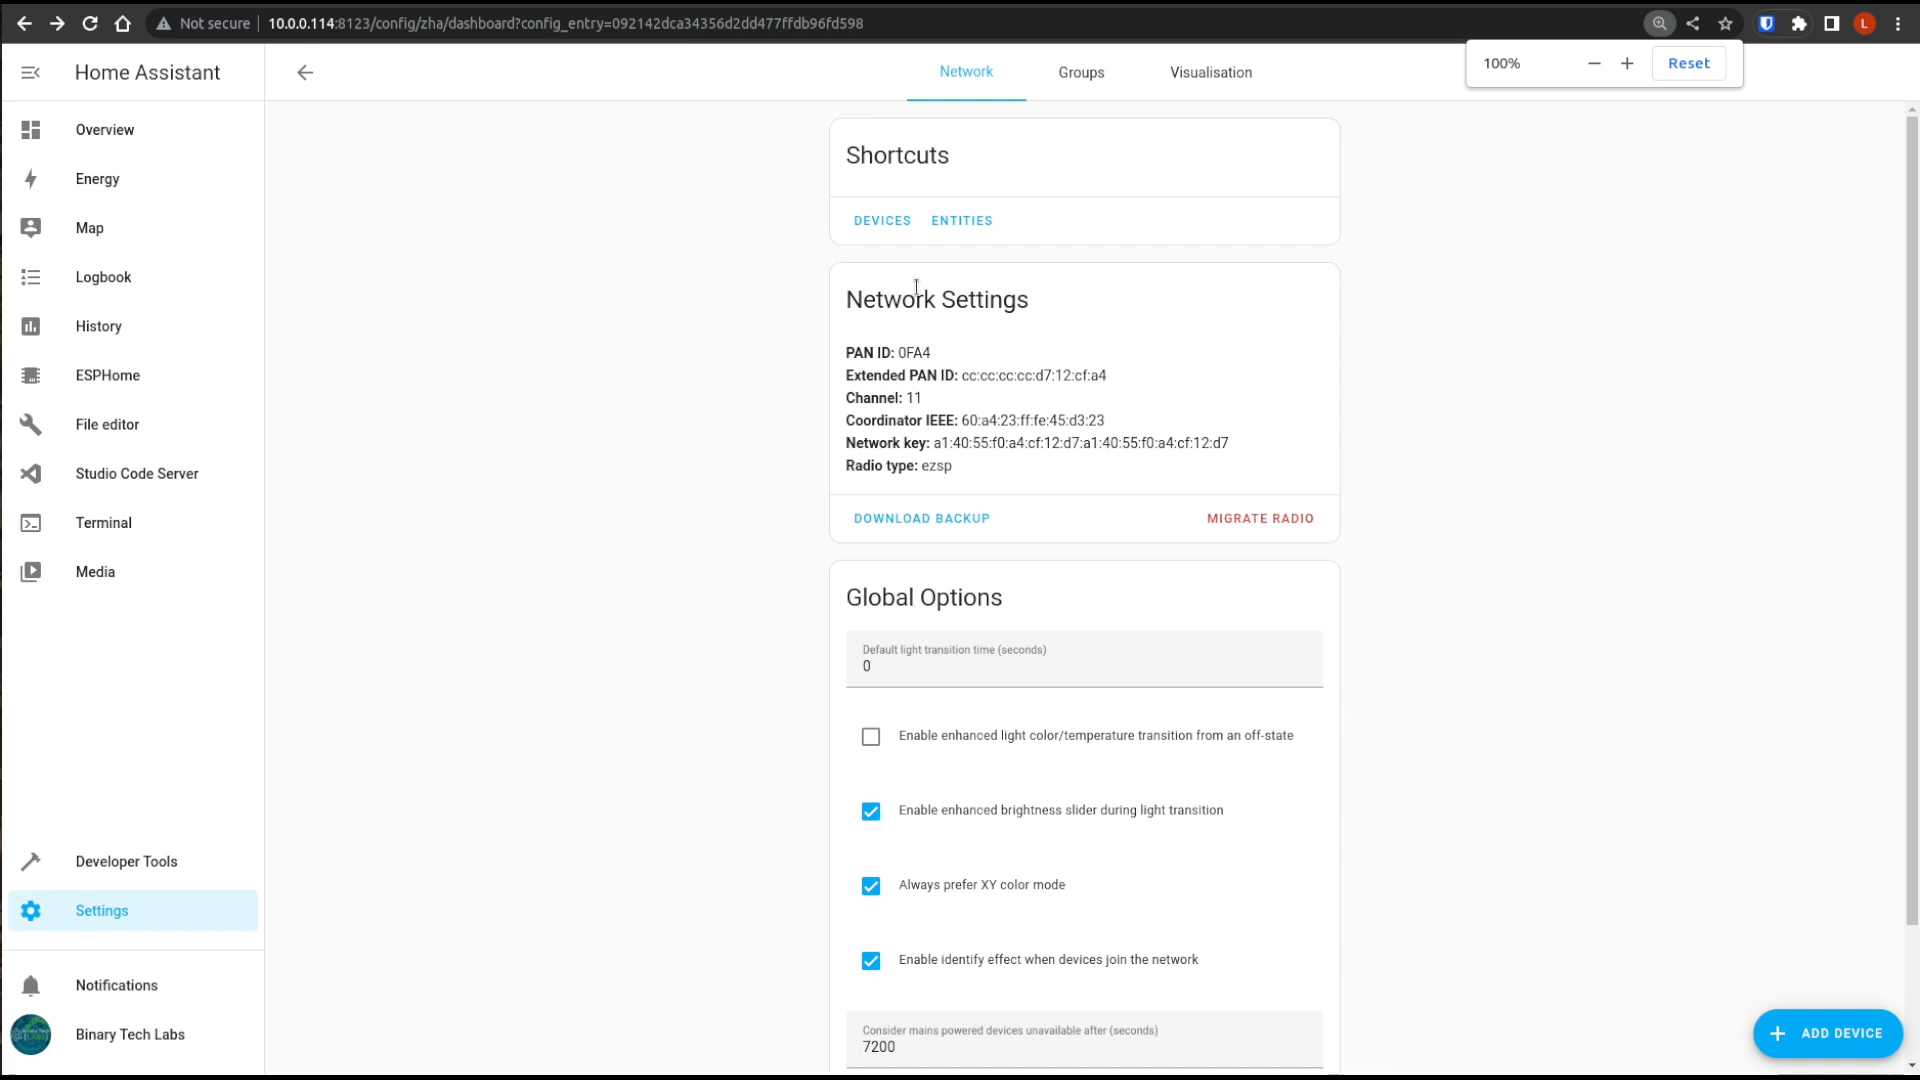 Not secure 10.0.0.114:8123/config/zha/dashboard?config_entry=092142dca34356d2dd477ffdb96fd598
L
100%
Reset
Home Assistant
Network
Groups
Visualisation
Overview
Energy
Map
Logbook
History
ESPHome
File editor
Studio Code Server
Terminal
Media
Developer Tools
Settings
Notifications
Binary Tech Labs
Shortcuts
DEVICES ENTITIES
Network Settings
PAN ID: 0FA4
Extended PAN ID: cc:cc:cc:cc:d7:12:cf:a4
Channel: 11
Coordinator IEEE: 60:a4:23:ff:fe:45:d3:23
Network key: a1:40:55:f0:a4:cf:12:d7:a1:40:55:f0:a4:cf:12:d7
Radio type: ezsp
DOWNLOAD BACKUP
MIGRATE RADIO
Global Options
Default light transition time (seconds)
0
Enable enhanced light color/temperature transition from an off-state
Enable enhanced brightness slider during light transition
Always prefer XY color mode
Enable identify effect when devices join the network
Consider mains powered devices unavailable after (seconds)
7200
ADD DEVICE